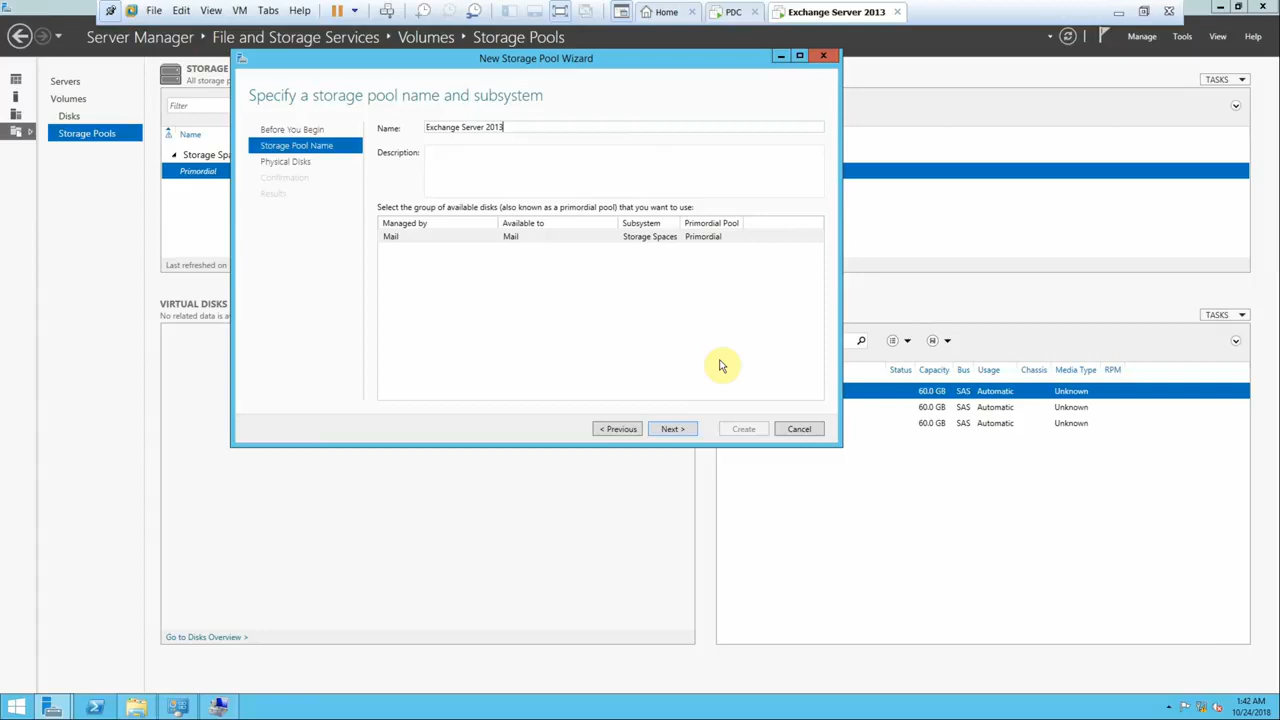 File Edit View VM Tabs Help
Home
PDC
Exchange Server 2013
Server Manager File and Storage Services Volumes Storage Pools
Manage Tools View Help
Servers
Volumes
Disks
Storage Pools
STORAGE
All storage p
TASKS
Filter
Name
Storage Spa
Primordial
Last refreshed on
New Storage Pool Wizard
Specify a storage pool name and subsystem
Before You Begin
Storage Pool Name
Physical Disks
Confirmation
Results
Name: Exchange Server 2013
Description:
Select the group of available disks (also known as a primordial pool) that you want to use:
Managed by Available to Subsystem Primordial Pool
Mail Mail Storage Spaces Primordial
< Previous Next > Create Cancel
VIRTUAL DISKS
No related data is a
Go to Disks Overview >
TASKS
Status Capacity Bus Usage Chassis Media Type RPM
60.0 GB SAS Automatic Unknown
60.0 GB SAS Automatic Unknown
60.0 GB SAS Automatic Unknown
1:42 AM
10/24/2018